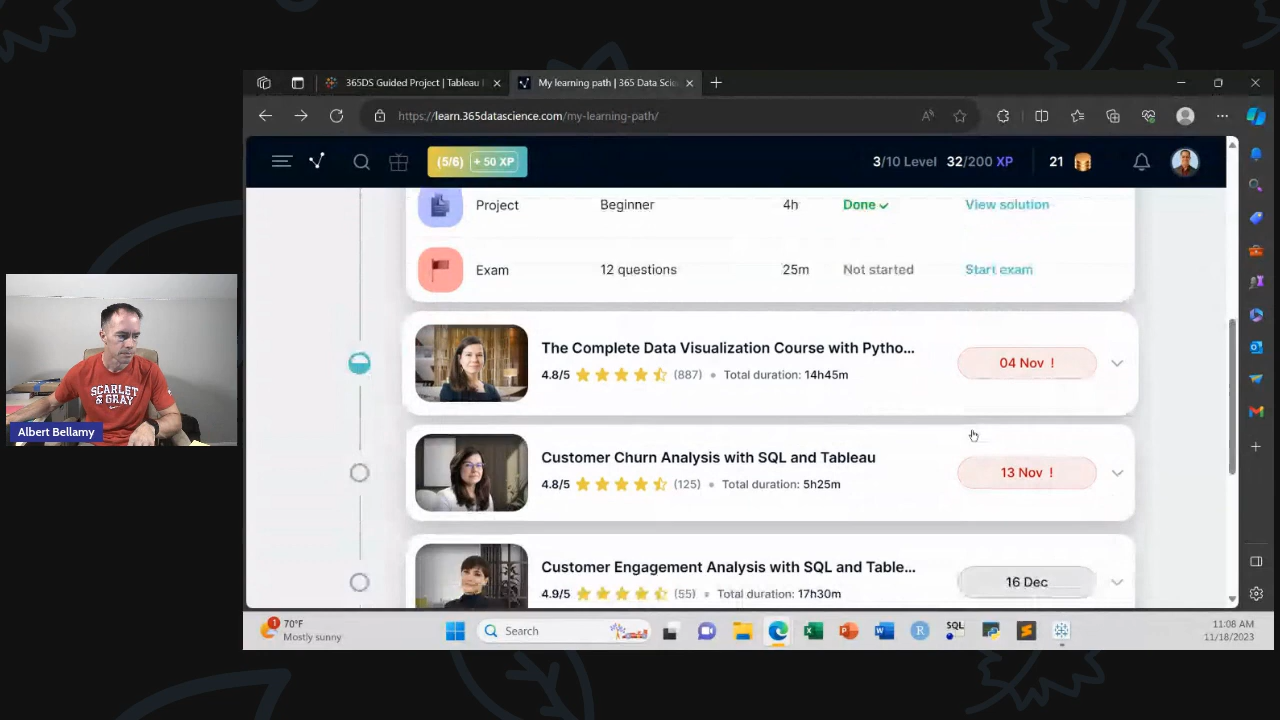 365DS Guided Project | Tableau
My learning path | 365 Data Scie
https://learn.365datascience.com/my-learning-path/
(5/6) + 50 XP
3/10 Level 32/200 XP
21
Project Beginner 4h Done View solution
Exam 12 questions 25m Not started Start exam
The Complete Data Visualization Course with Pytho...
4.8/5 (887) • Total duration: 14h45m
04 Nov !
Customer Churn Analysis with SQL and Tableau
4.8/5 (125) • Total duration: 5h25m
13 Nov !
Customer Engagement Analysis with SQL and Table...
4.9/5 (55) • Total duration: 17h30m
16 Dec
SCARLET
& GRAY
Albert Bellamy
1
70°F
Mostly sunny
Search
SQL
11:08 AM
11/18/2023